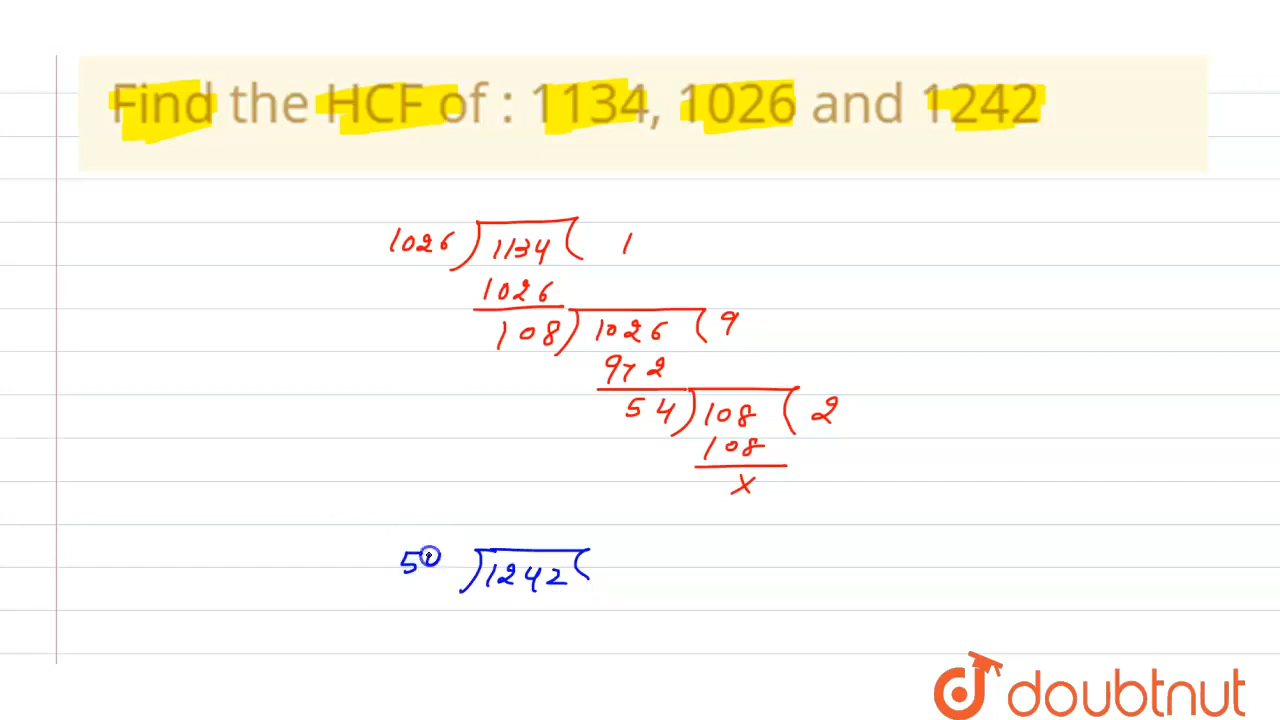 Find the HCF of : 1134, 1026 and 1242
1026 ) 1134 ( 1
1026
108 ) 1026 ( 9
972
54 ) 108 ( 2
108
x
5 ) 1242 (
doubtnut